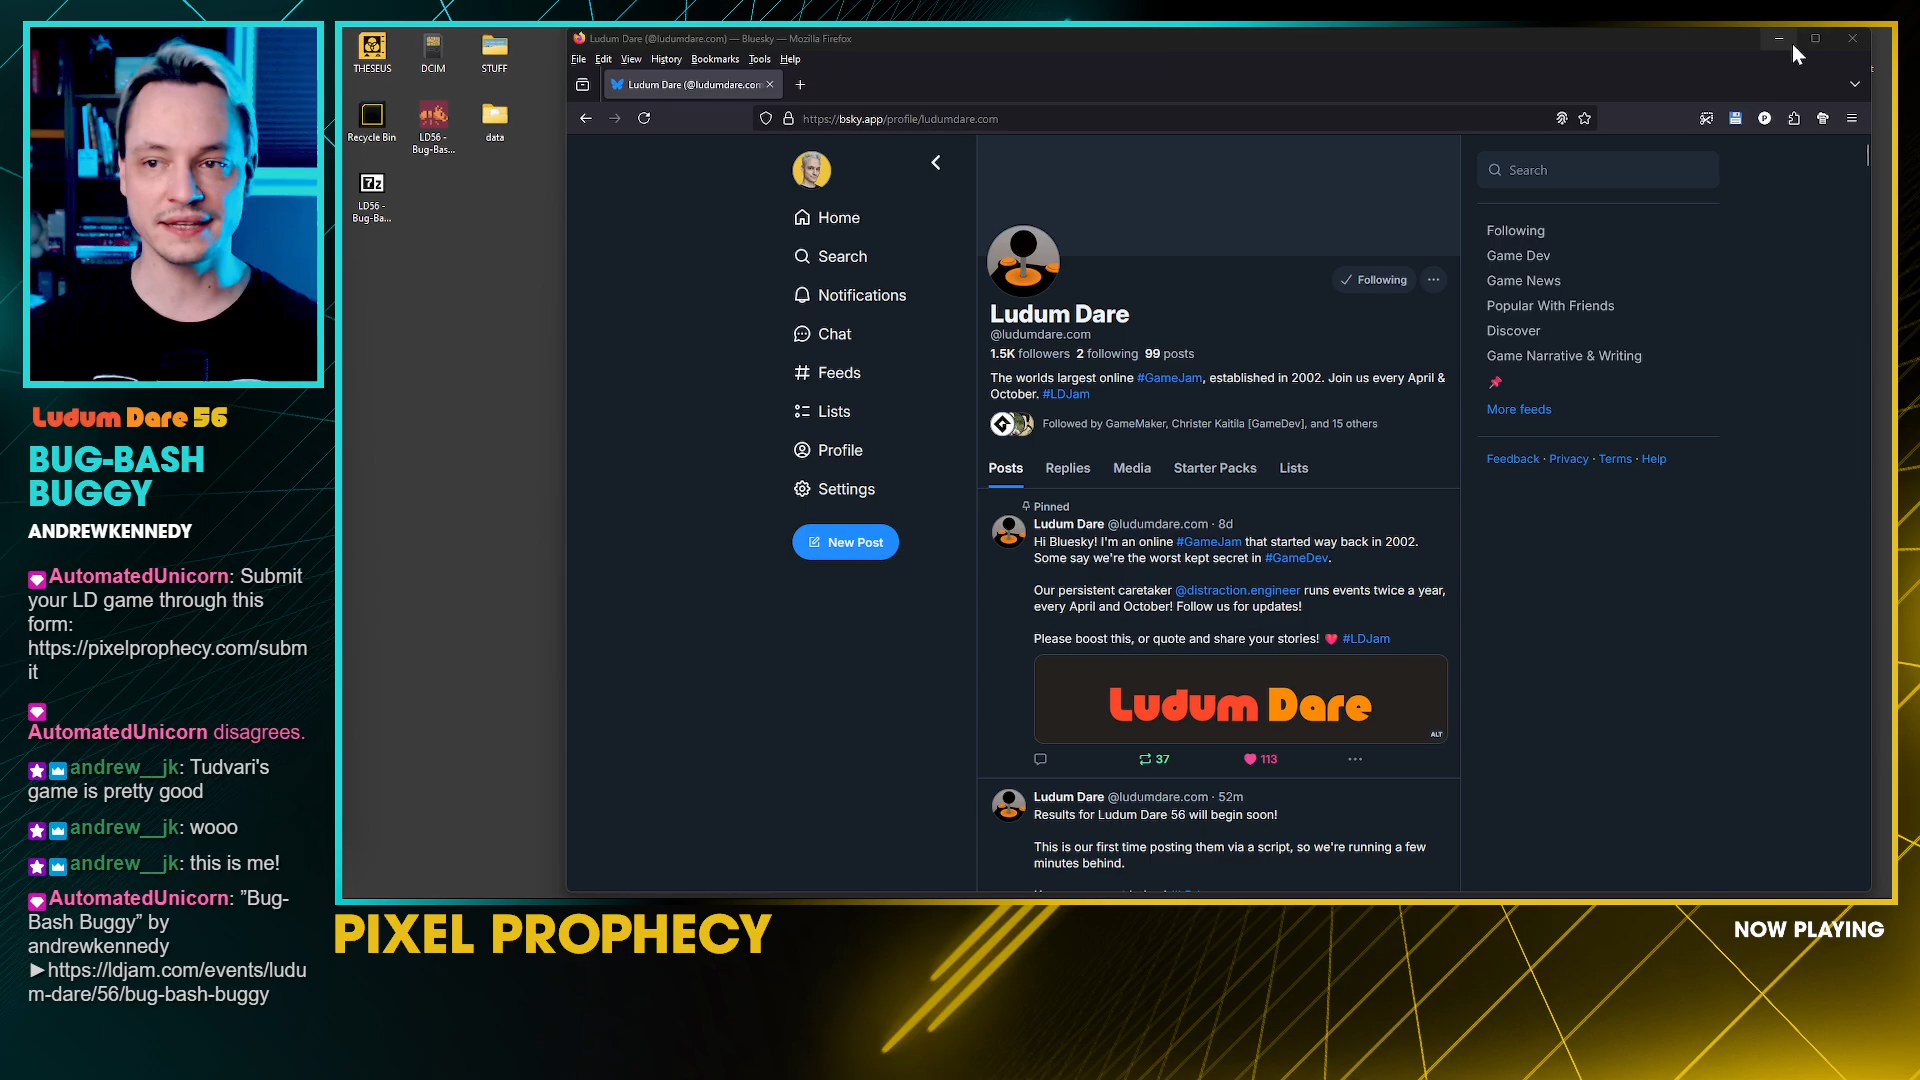 THESEUS
DCIM
STUFF
Recycle Bin
LD56 -
Bug-Bas...
data
LD56 -
Bug-Ba...
Ludum Dare (@ludumdare.com) — Bluesky — Mozilla Firefox
File Edit View History Bookmarks Tools Help
Ludum Dare (@ludumdare.com
https://bsky.app/profile/ludumdare.com
Home
Search
Notifications
Chat
Feeds
Lists
Profile
Settings
New Post
Following
Ludum Dare
@ludumdare.com
1.5K followers 2 following 99 posts
The worlds largest online #GameJam, established in 2002. Join us every April &
October. #LDJam
Followed by GameMaker, Christer Kaitila [GameDev], and 15 others
Posts Replies Media Starter Packs Lists
Pinned
Ludum Dare @ludumdare.com · 8d
Hi Bluesky! I'm an online #GameJam that started way back in 2002.
Some say we're the worst kept secret in #GameDev.
Our persistent caretaker @distraction.engineer runs events twice a year,
every April and October! Follow us for updates!
Please boost this, or quote and share your stories! #LDJam
Ludum Dare
ALT
37 113
Ludum Dare @ludumdare.com · 52m
Results for Ludum Dare 56 will begin soon!
This is our first time posting them via a script, so we're running a few
minutes behind.
Search
Following
Game Dev
Game News
Popular With Friends
Discover
Game Narrative & Writing
More feeds
Feedback · Privacy · Terms · Help
Ludum Dare 56
BUG-BASH
BUGGY
ANDREWKENNEDY
AutomatedUnicorn: Submit
your LD game through this
form:
https://pixelprophecy.com/subm
it
AutomatedUnicorn disagrees.
andrew__jk: Tudvari's
game is pretty good
andrew__jk: wooo
andrew__jk: this is me!
AutomatedUnicorn: ”Bug-
Bash Buggy” by
andrewkennedy
►https://ldjam.com/events/ludu
m-dare/56/bug-bash-buggy
PIXEL PROPHECY
NOW PLAYING